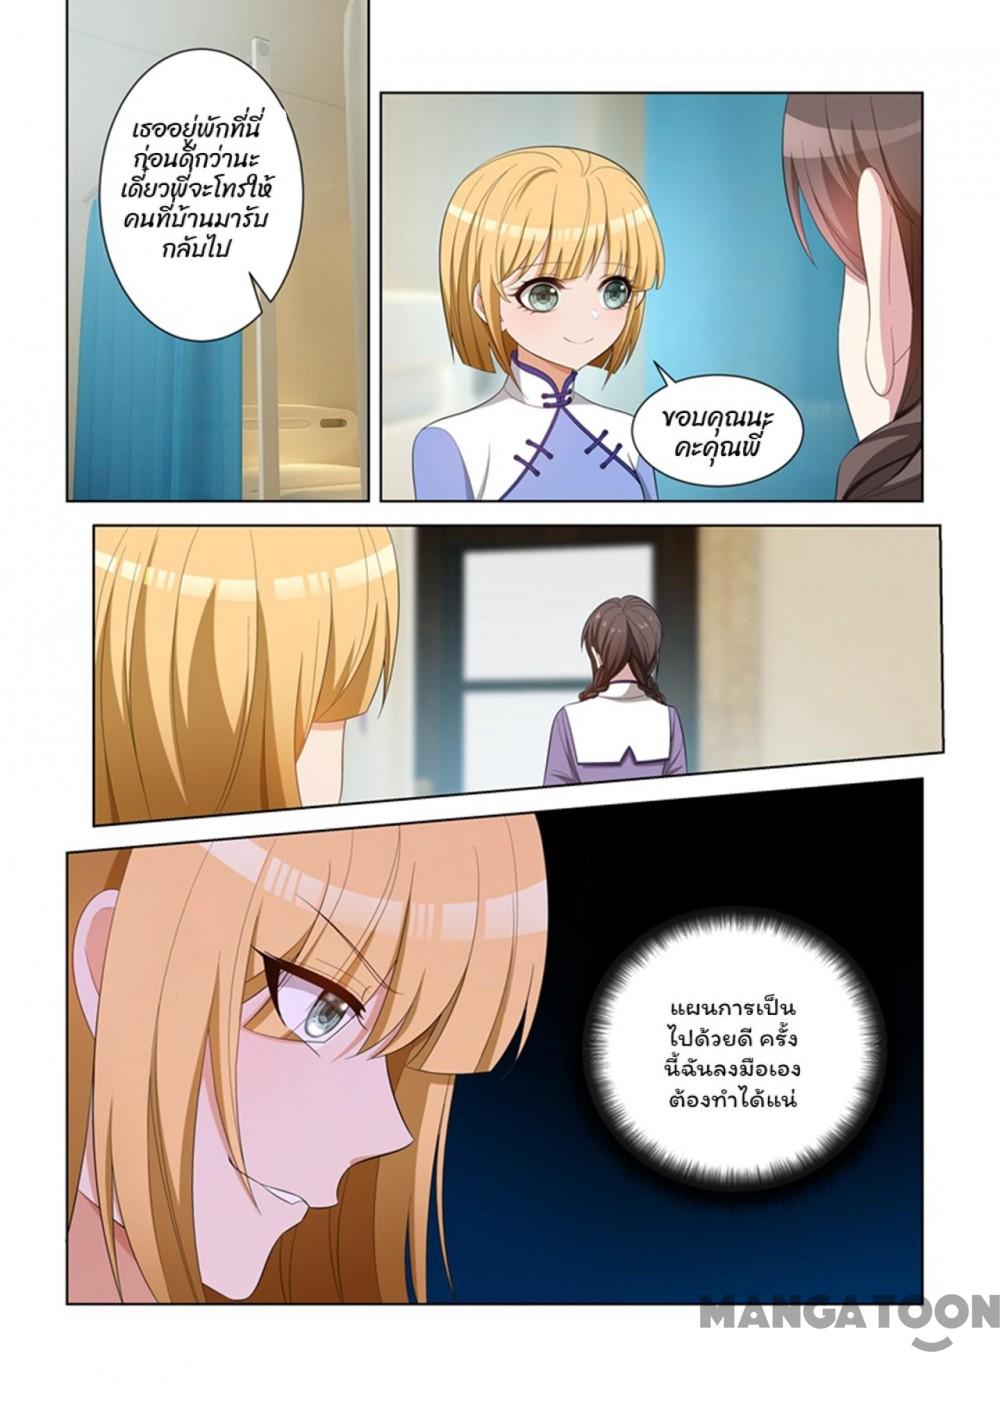 เธออยู่พักที่นี่
ก่อนดีกว่านะ
เดี๋ยวพี่จะโทรให้
คนที่บ้านมารับ
กลับไป
ขอบคุณนะ
คะคุณพี่
แผนการเป็น
ไปด้วยดี ครั้ง
นี้ฉันลงมือเอง
ต้องทำได้แน่
MANGATOON